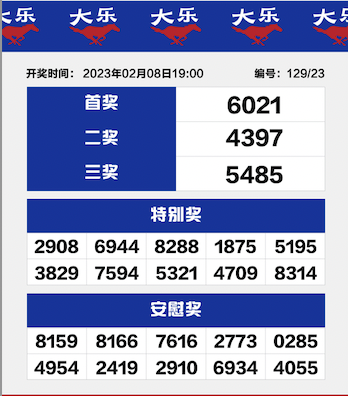 大乐 大乐 大乐 大乐 大乐
开奖时间： 2023年02月08日19:00 编号：129/23
首奖 6021
二奖 4397
三奖 5485
特别奖
2908 6944 8288 1875 5195
3829 7594 5321 4709 8314
安慰奖
8159 8166 7616 2773 0285
4954 2419 2910 6934 4055